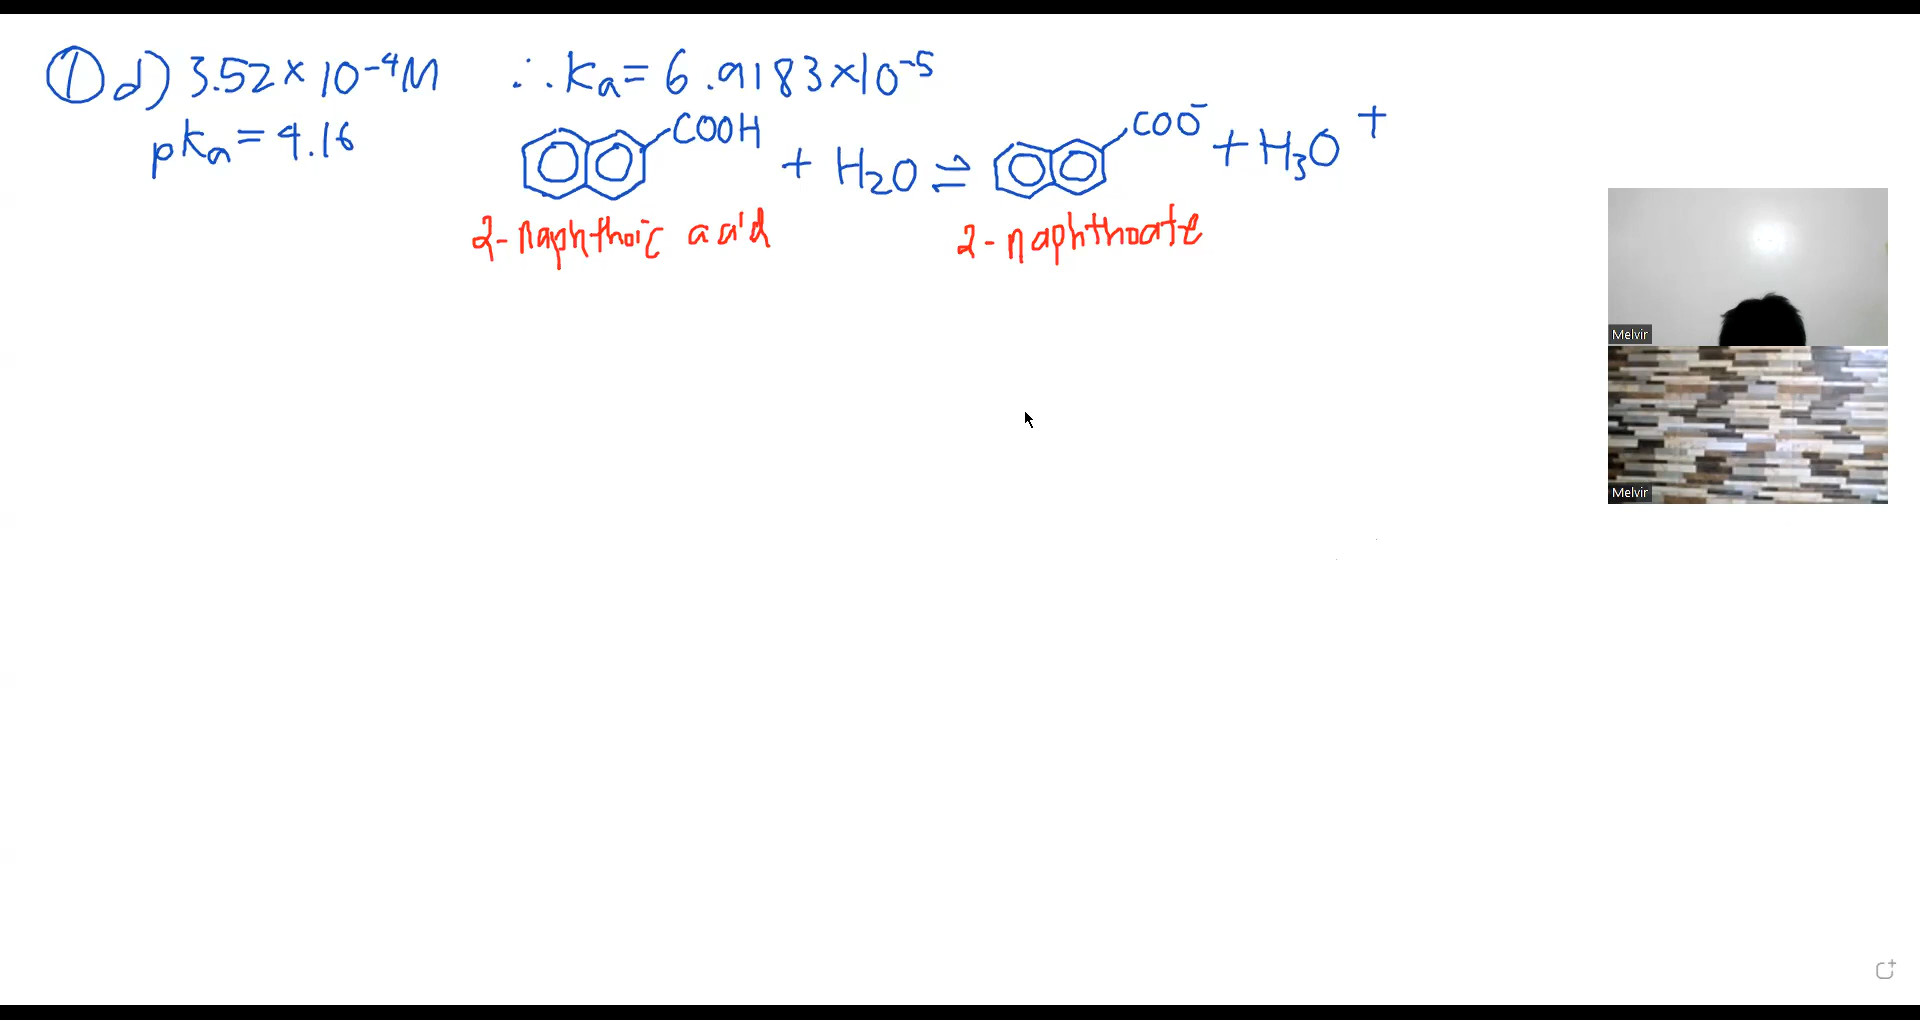 ① d) 3.52 × 10⁻⁴M ∴ Ka = 6.9183×10⁻⁵
pKa = 4.16
COOH + H₂O ⇌ COO⁻ + H₃O⁺
2-naphthoic acid 2-naphthoate
Melvir
Melvir